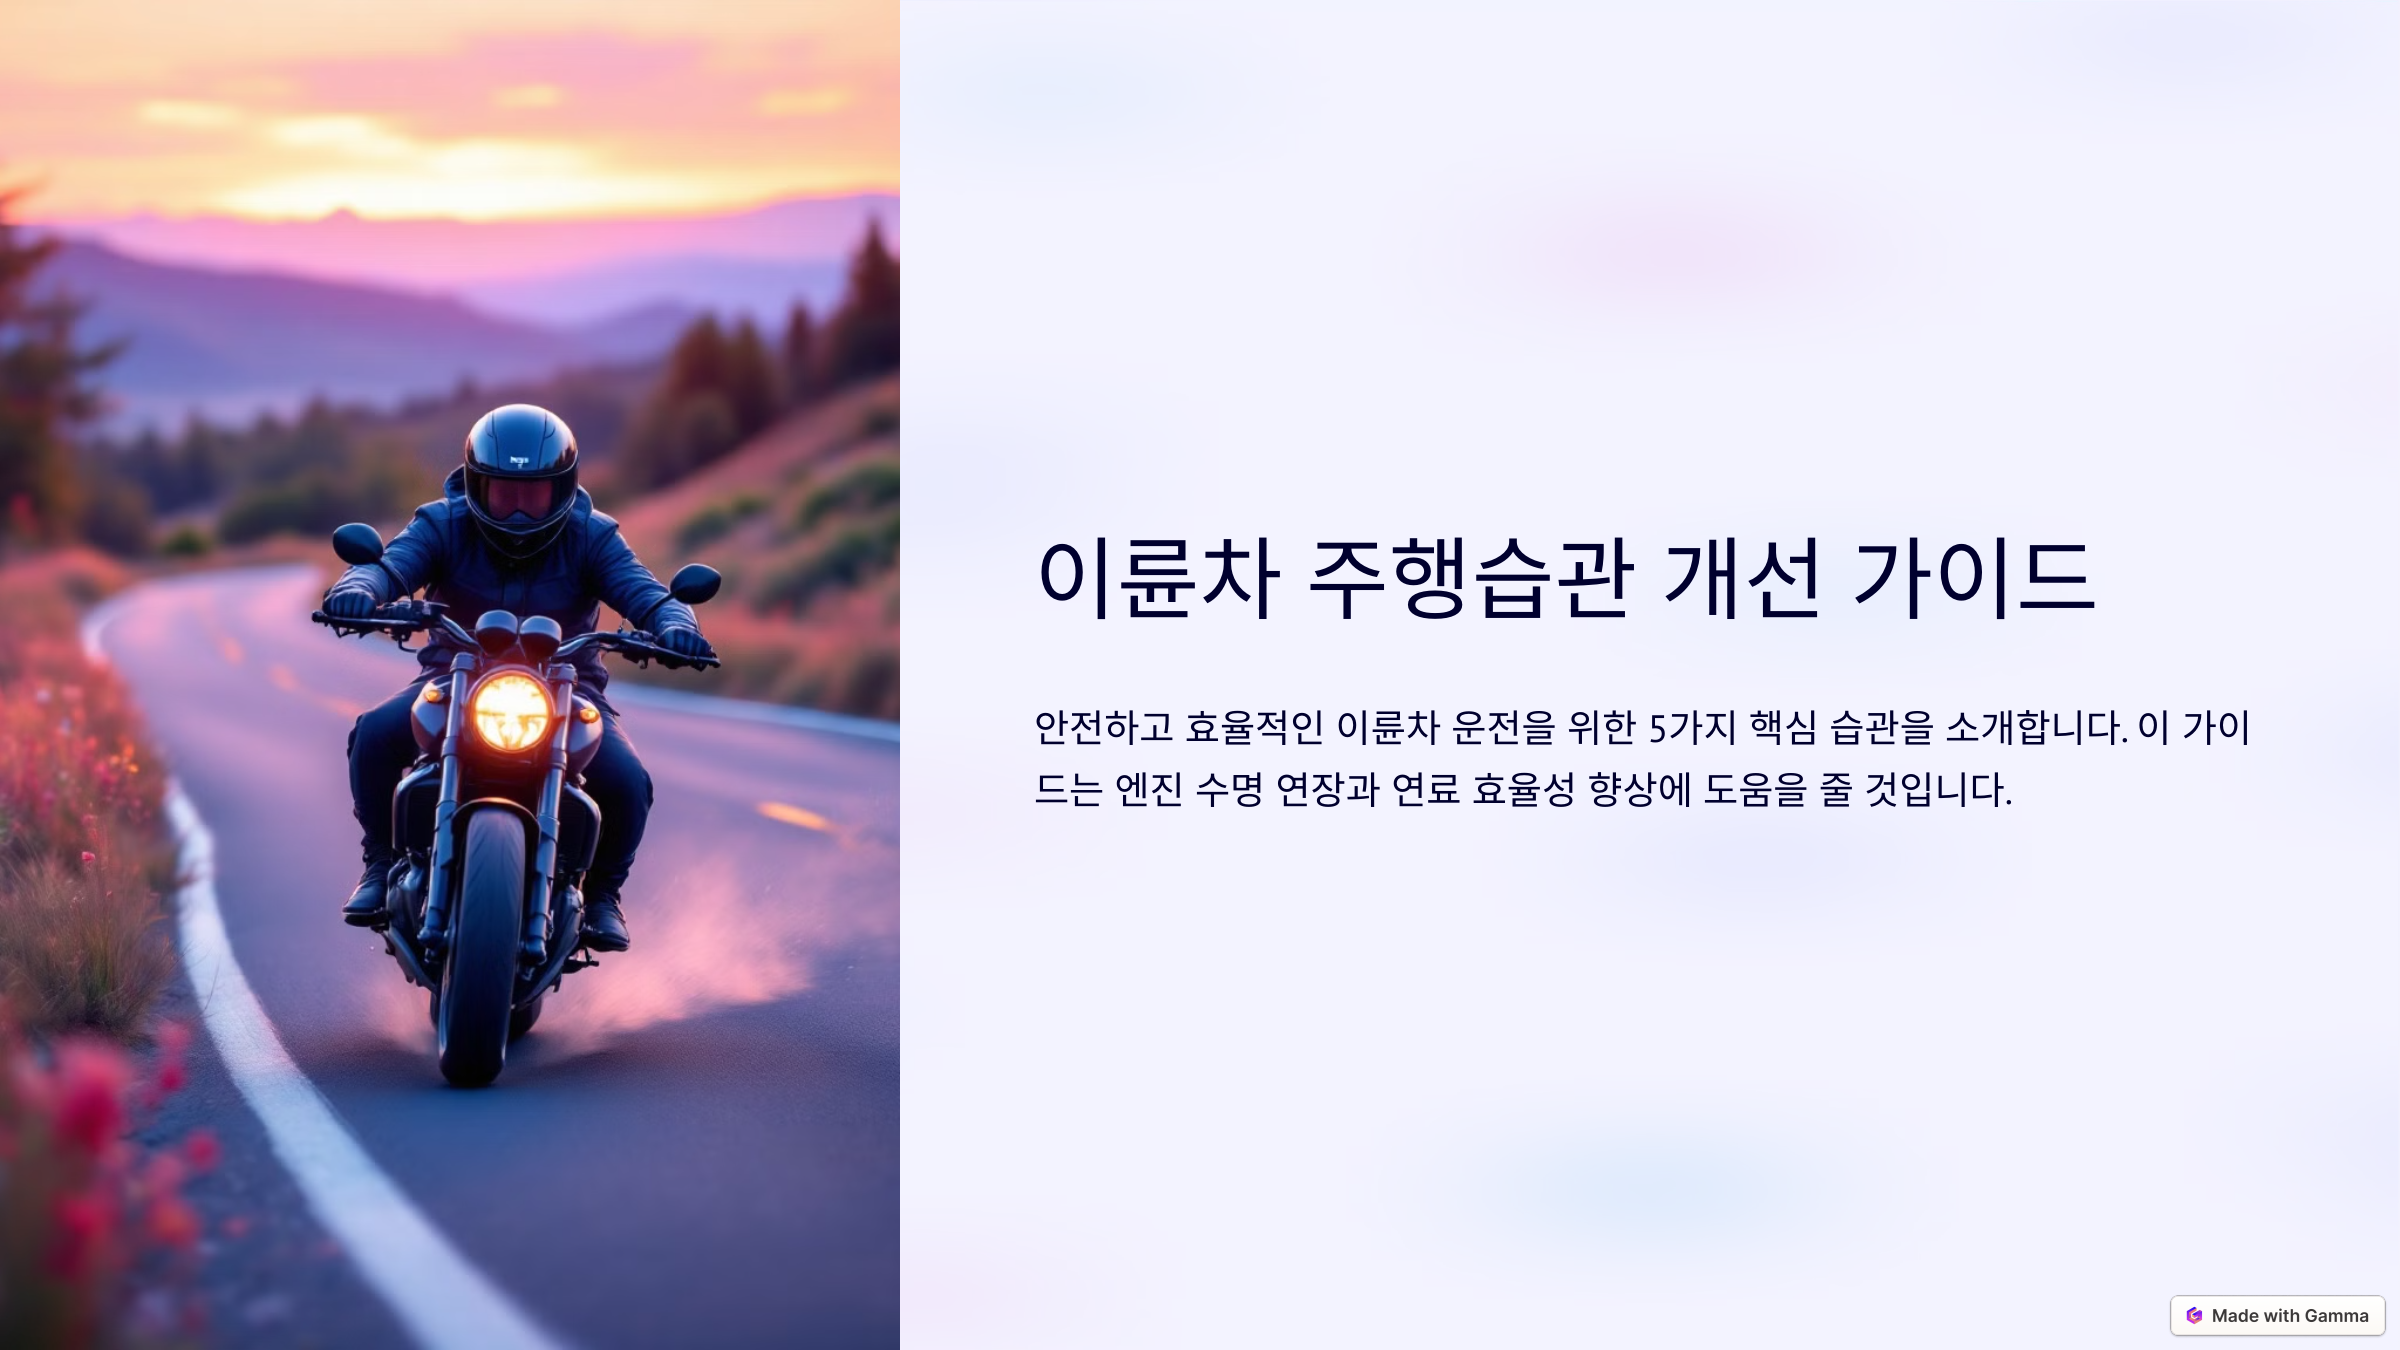 이륜차 주행습관 개선 가이드
안전하고 효율적인 이륜차 운전을 위한 5가지 핵심 습관을 소개합니다. 이 가이
드는 엔진 수명 연장과 연료 효율성 향상에 도움을 줄 것입니다.
Made with Gamma